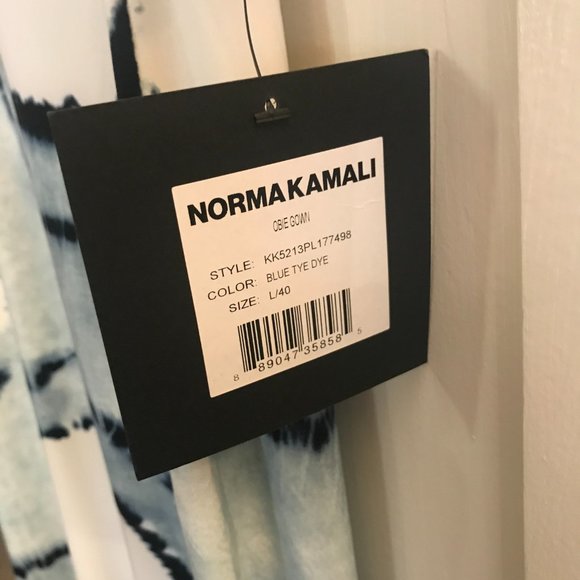 NORMA KAMALI
OBIE GOWN
STYLE: KK5213PL177498
COLOR: BLUE TYE DYE
SIZE: L/40
8 89047 35858 5